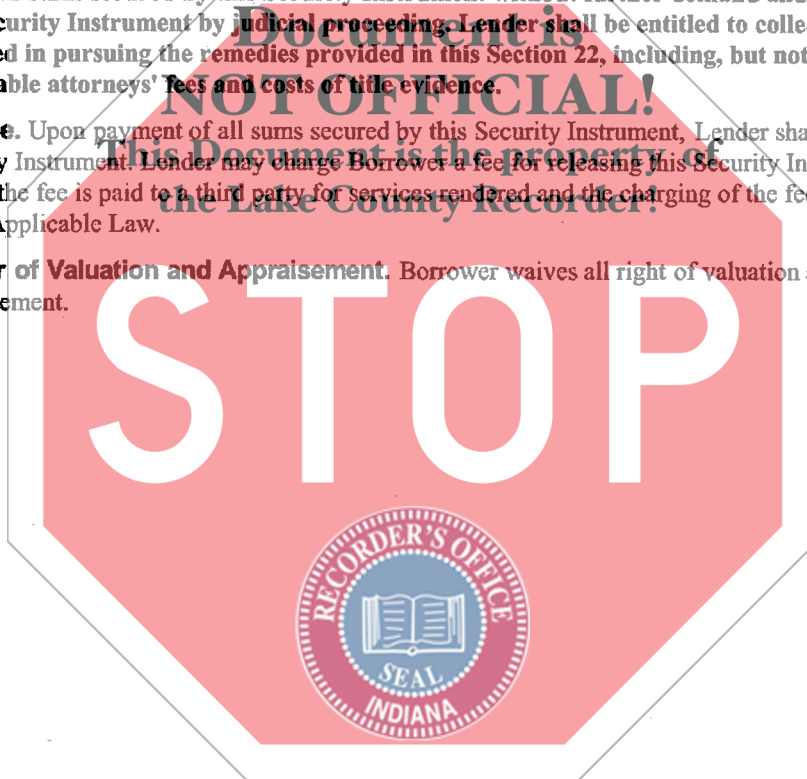 curity Instrument by judicial proceeding. Lender shall be entitled to colle
d in pursuing the remedies provided in this Section 22, including, but not
able attorneys' fees and costs of title evidence.
e. Upon payment of all sums secured by this Security Instrument, Lender sha
y Instrument. Lender may charge Borrower a fee for releasing this Security In
the fee is paid to a third party for services rendered and the charging of the fee
Applicable Law.
r of Valuation and Appraisement. Borrower waives all right of valuation a
ement.
Document is
NOT OFFICIAL!
This Document is the property of
the Lake County Recorder!
STOP
RECORDER'S OFFICE
SEAL
INDIANA